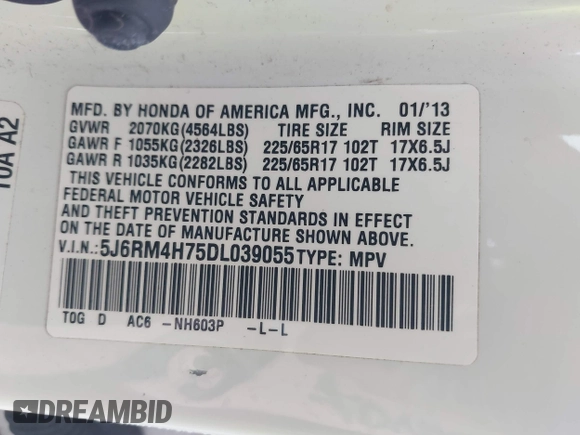 MFD. BY HONDA OF AMERICA MFG., INC. 01/'13
GVWR 2070KG(4564LBS) TIRE SIZE RIM SIZE
GAWR F 1055KG(2326LBS) 225/65R17 102T 17X6.5J
GAWR R 1035KG(2282LBS) 225/65R17 102T 17X6.5J
THIS VEHICLE CONFORMS TO ALL APPLICABLE
FEDERAL MOTOR VEHICLE SAFETY
AND THEFT PREVENTION STANDARDS IN EFFECT
ON THE DATE OF MANUFACTURE SHOWN ABOVE.
V.I.N.: 5J6RM4H75DL039055 TYPE: MPV
T0G D AC6 -NH603P -L-L
T0A A2
DREAMBID